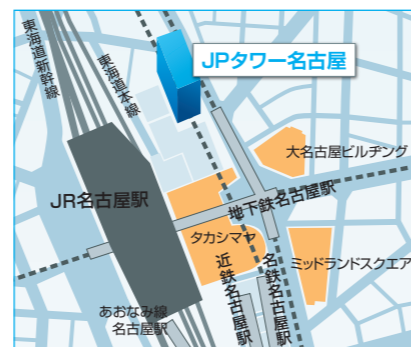 東海道新幹線
東海道本線
JPタワー名古屋
大名古屋ビルヂング
JR名古屋駅
地下鉄名古屋駅
タカシマヤ
近鉄名古屋駅
名鉄名古屋駅
ミッドランドスクエア
あおなみ線
名古屋駅